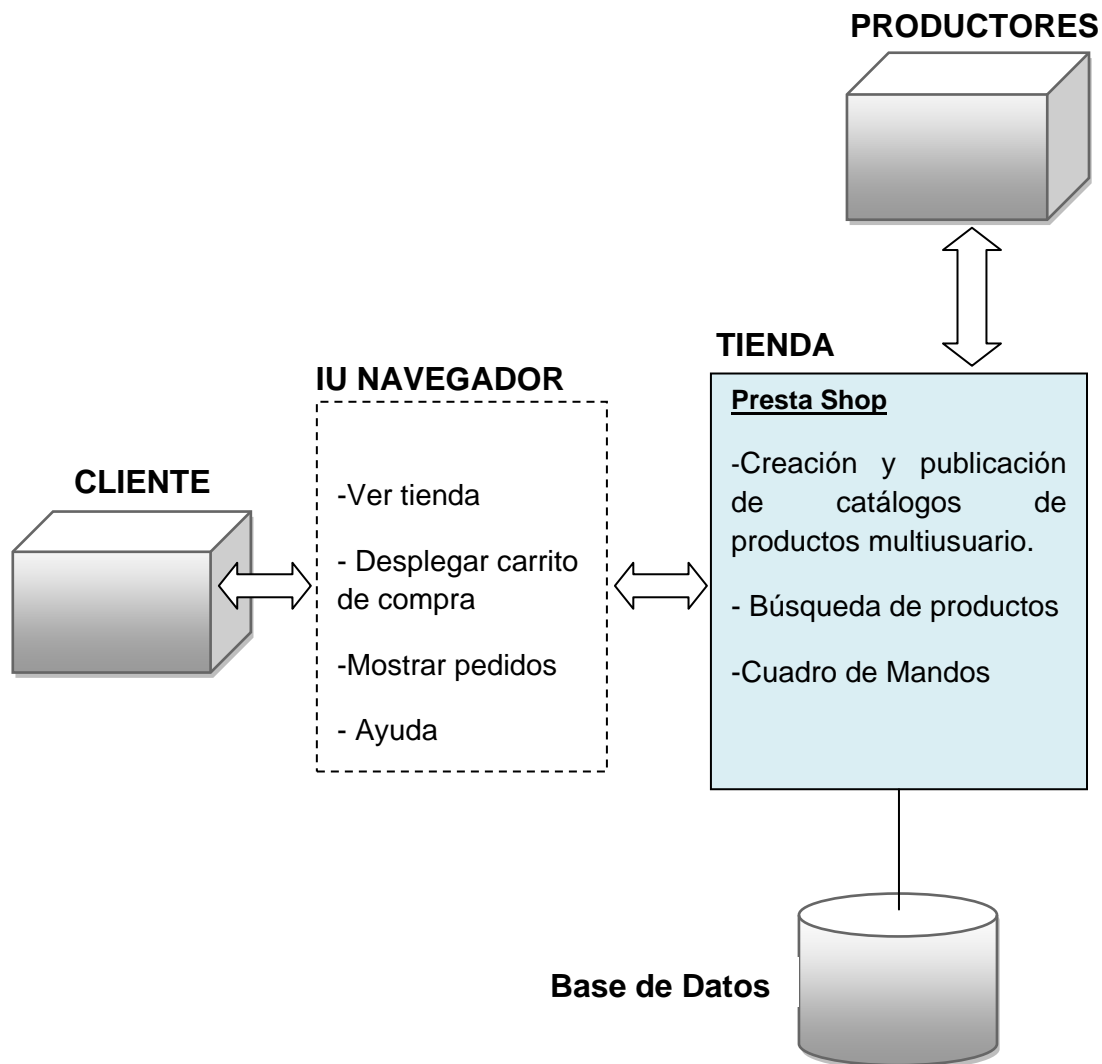 PRODUCTORES
TIENDA
IU NAVEGADOR
Presta Shop
-Creación y publicación
de catálogos de
productos multiusuario.
- Búsqueda de productos
-Cuadro de Mandos
CLIENTE
-Ver tienda
- Desplegar carrito
de compra
-Mostrar pedidos
- Ayuda
Base de Datos